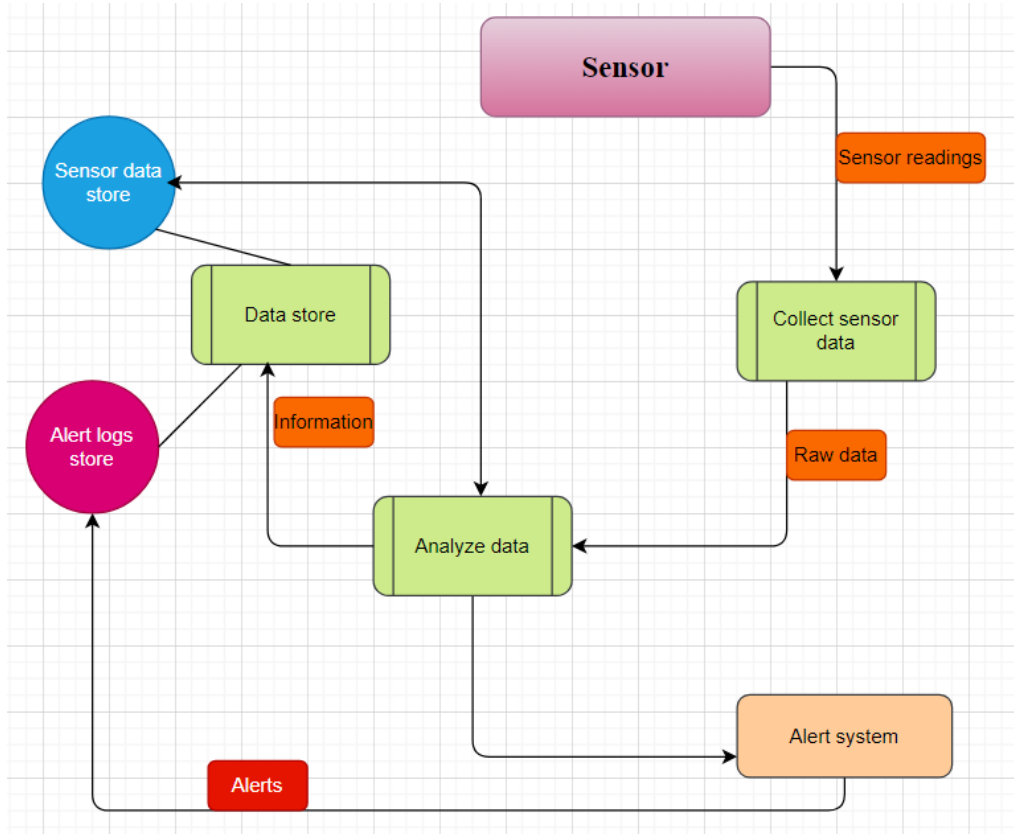 Sensor
Sensor readings
Sensor data
store
Data store
Collect sensor
data
Information
Alert logs
store
Raw data
Analyze data
Alert system
Alerts